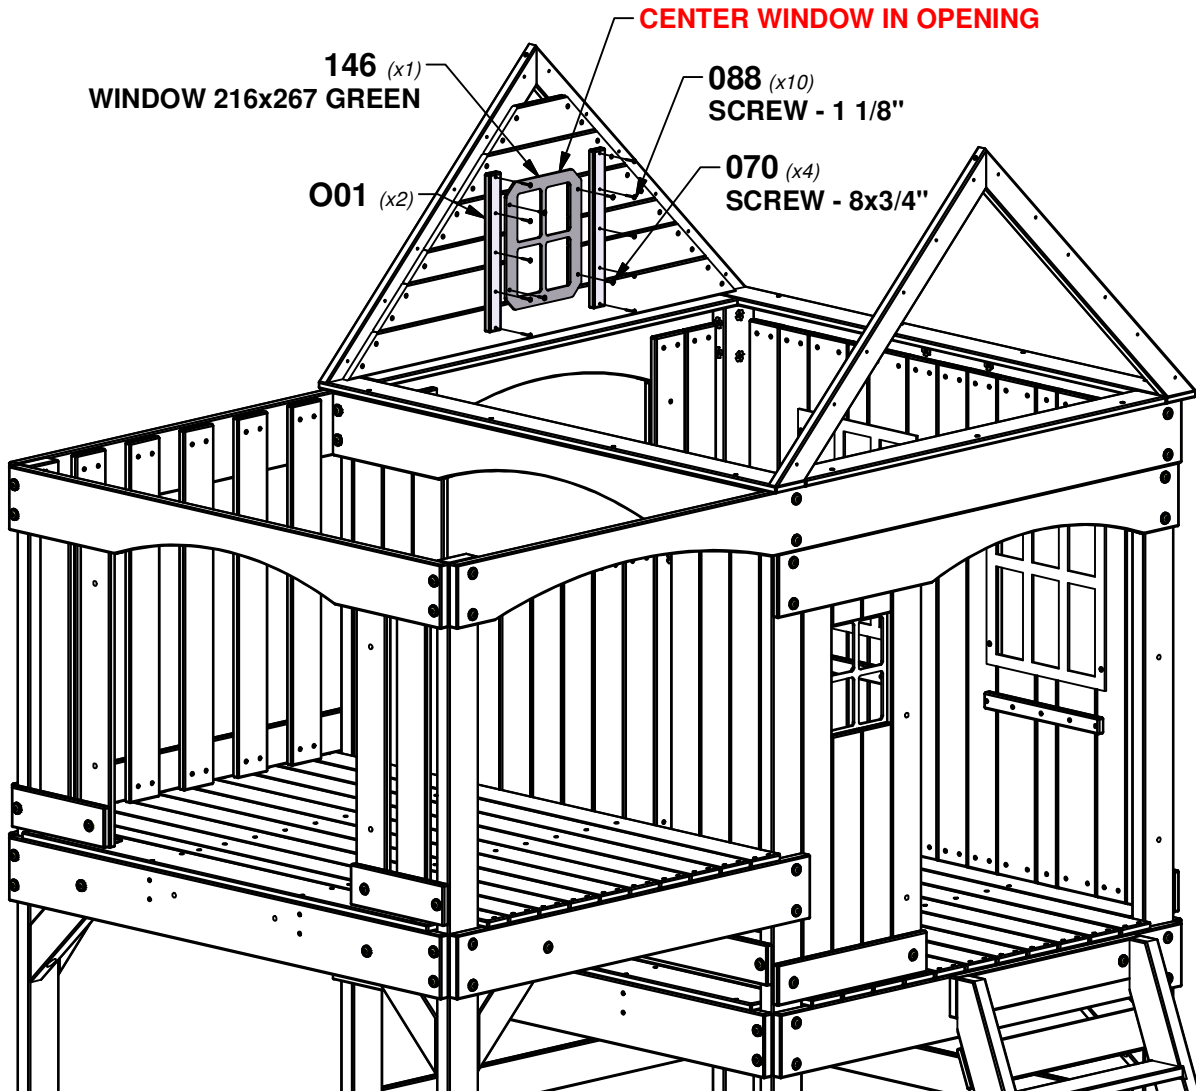 CENTER WINDOW IN OPENING
146 (x1)
WINDOW 216x267 GREEN
088 (x10)
SCREW - 1 1/8"
070 (x4)
SCREW - 8x3/4"
O01 (x2)